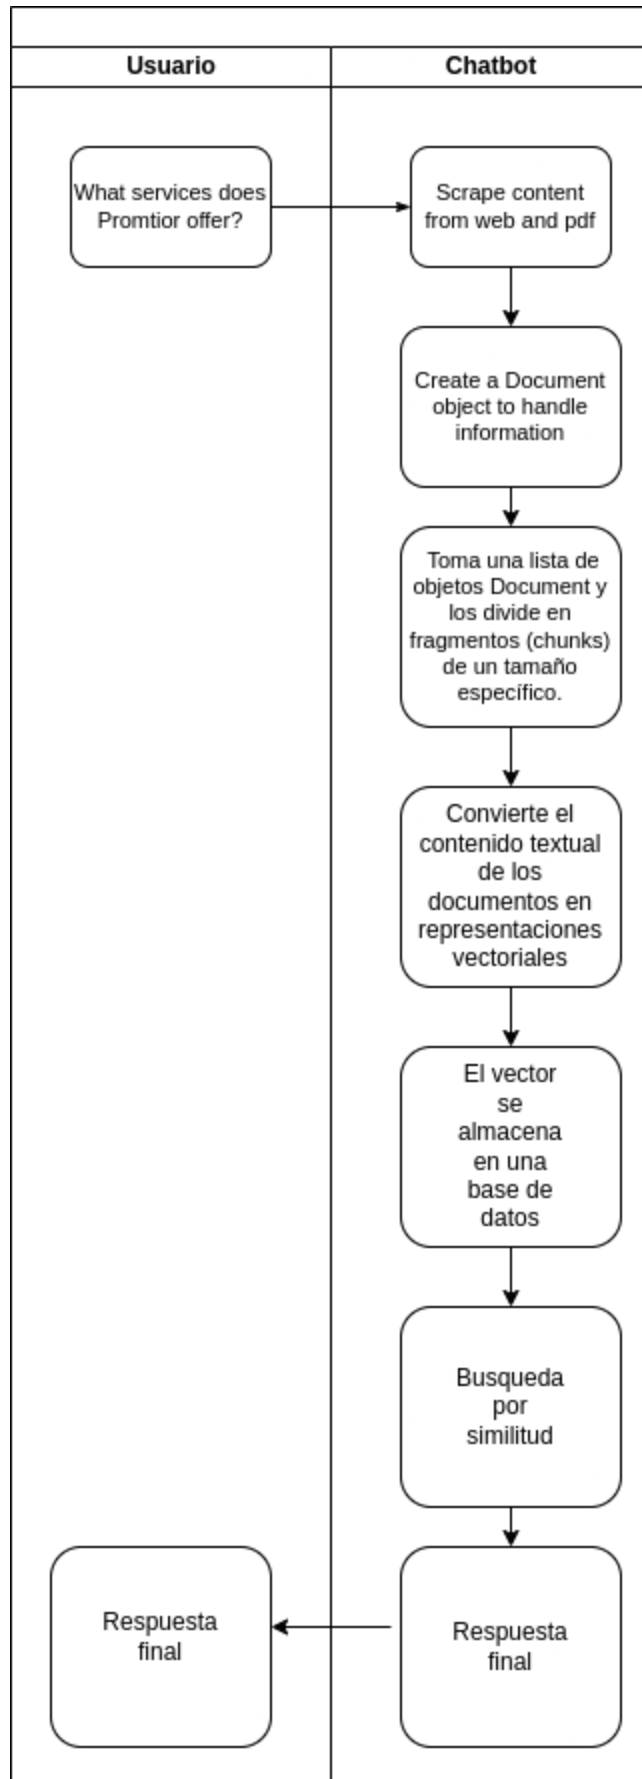 Usuario
Chatbot
What services does
Promtior offer?
Scrape content
from web and pdf
Create a Document
object to handle
information
Toma una lista de
objetos Document y
los divide en
fragmentos (chunks)
de un tamaño
específico.
Convierte el
contenido textual
de los
documentos en
representaciones
vectoriales
El vector
se
almacena
en una
base de
datos
Busqueda
por
similitud
Respuesta
final
Respuesta
final